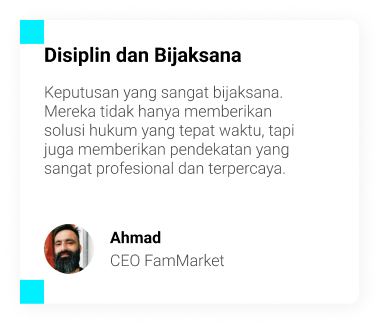 Disiplin dan Bijaksana
Keputusan yang sangat bijaksana.
Mereka tidak hanya memberikan
solusi hukum yang tepat waktu, tapi
juga memberikan pendekatan yang
sangat profesional dan terpercaya.
Ahmad
CEO FamMarket